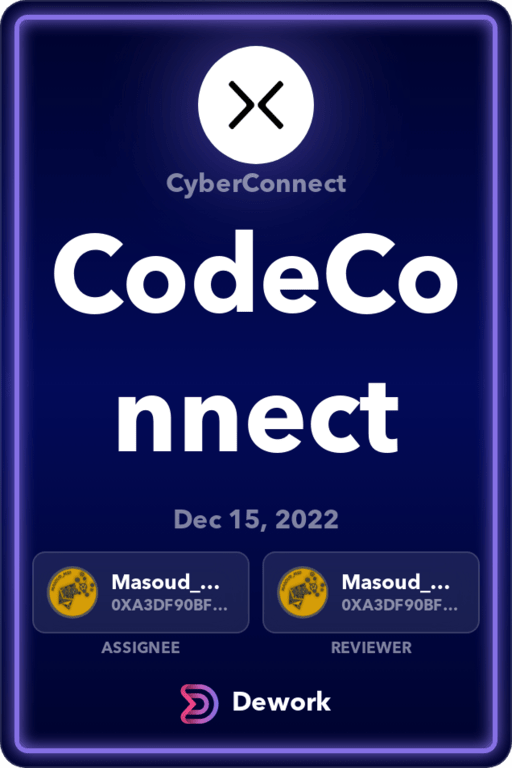 CyberConnect
CodeCo
nnect
Dec 15, 2022
Masoud_...
0XA3DF90BF...
ASSIGNEE
Masoud_...
0XA3DF90BF...
REVIEWER
Dework